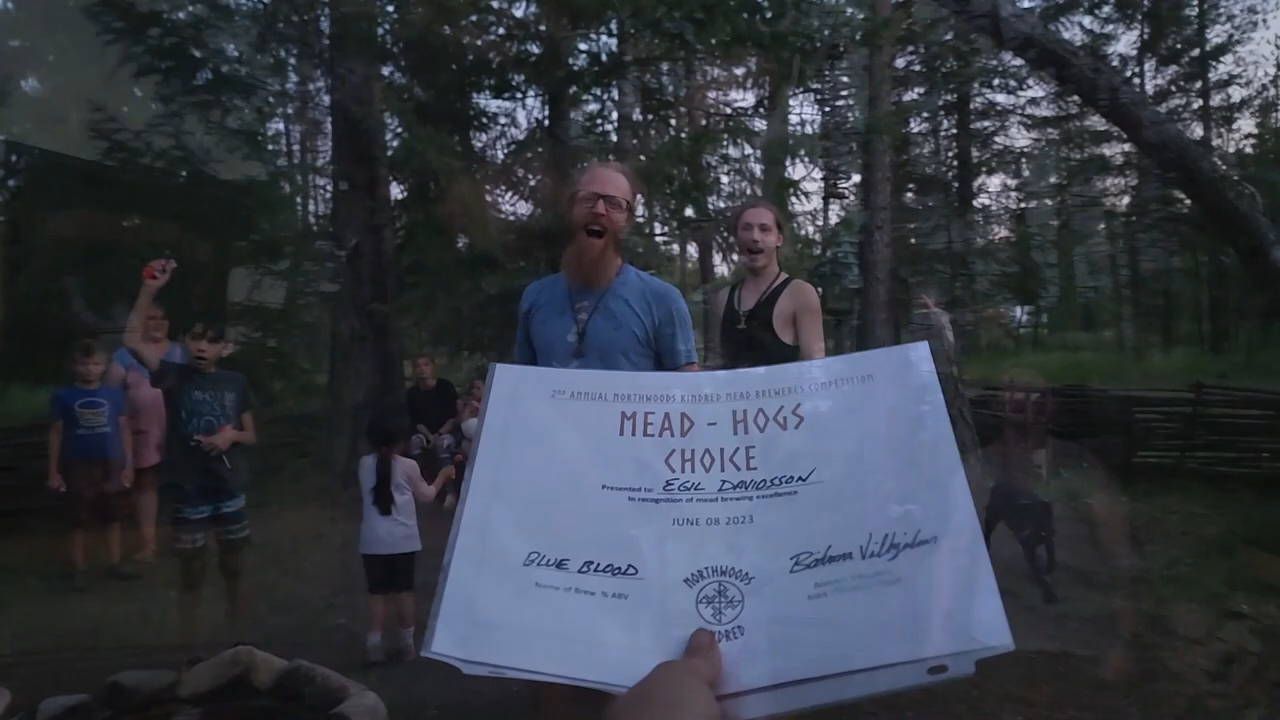 2ND ANNUAL NORTHWOODS KINDRED MEAD BREWERES COMPETITION
MEAD - HOGS
CHOICE
Presented to: EGIL DAVIDSSON
In recognition of mead brewing excellence
JUNE 08 2023
BLUE BLOOD
Name of Brew % ABV
NORTHWOODS
KINDRED